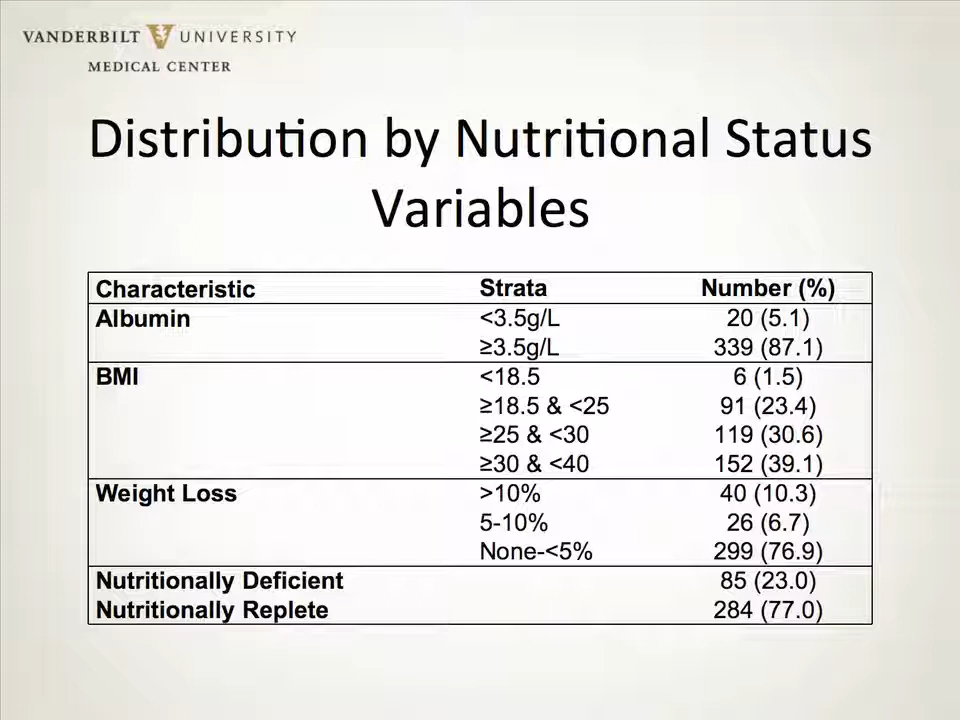 VANDERBILT UNIVERSITY
MEDICAL CENTER
Distribution by Nutritional Status
Variables
Characteristic Strata Number (%)
Albumin <3.5g/L 20 (5.1)
≥3.5g/L 339 (87.1)
BMI <18.5 6 (1.5)
≥18.5 & <25 91 (23.4)
≥25 & <30 119 (30.6)
≥30 & <40 152 (39.1)
Weight Loss >10% 40 (10.3)
5-10% 26 (6.7)
None-<5% 299 (76.9)
Nutritionally Deficient 85 (23.0)
Nutritionally Replete 284 (77.0)